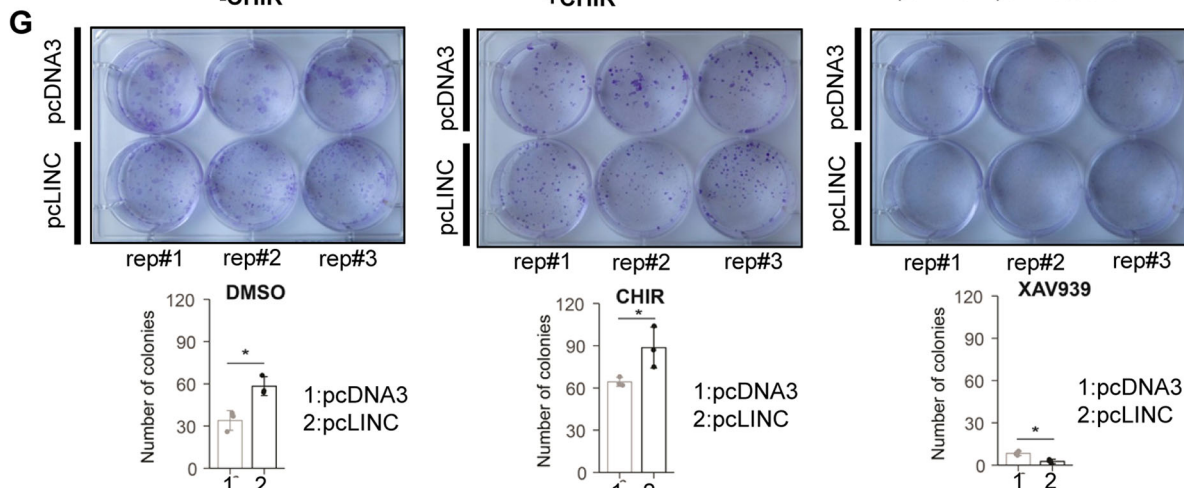 G
-CHIR
+CHIR
pcDNA3
pcLINC
pcDNA3
pcLINC
pcDNA3
pcLINC
rep#1 rep#2 rep#3
rep#1 rep#2 rep#3
rep#1 rep#2 rep#3
DMSO
Number of colonies
120
90
60
30
0
*
1 2
1:pcDNA3
2:pcLINC
CHIR
Number of colonies
120
90
60
30
0
*
1 2
1:pcDNA3
2:pcLINC
XAV939
Number of colonies
120
90
60
30
0
*
1 2
1:pcDNA3
2:pcLINC